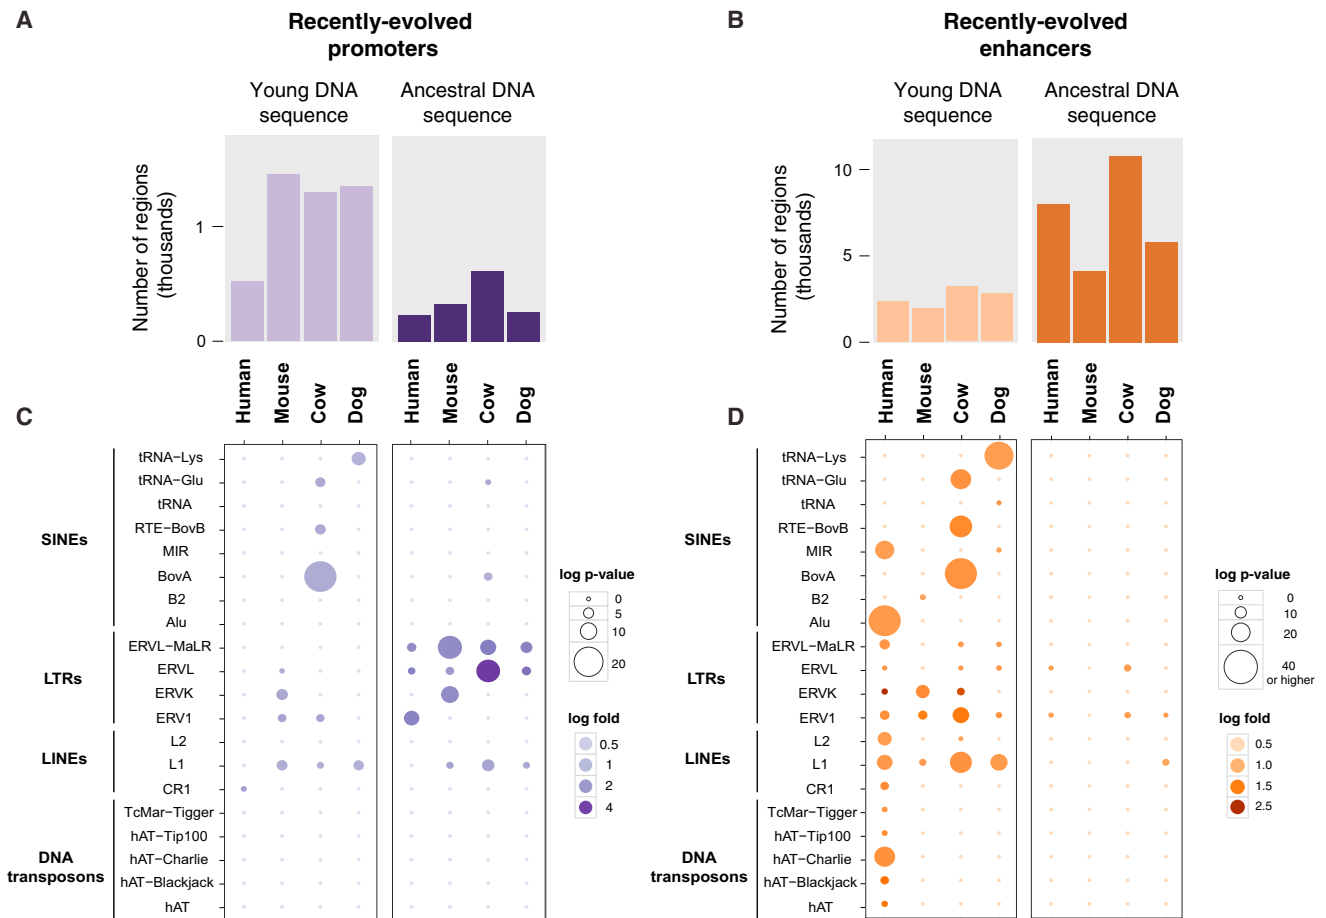 A
Recently-evolved
promoters
Young DNA
sequence
Ancestral DNA
sequence
Number of regions
(thousands)
1
0
Human
Mouse
Cow
Dog
Human
Mouse
Cow
Dog
B
Recently-evolved
enhancers
Young DNA
sequence
Ancestral DNA
sequence
Number of regions
(thousands)
10
5
0
Human
Mouse
Cow
Dog
Human
Mouse
Cow
Dog
C
SINEs
tRNA−Lys
tRNA−Glu
tRNA
RTE−BovB
MIR
BovA
B2
Alu
LTRs
ERVL−MaLR
ERVL
ERVK
ERV1
LINEs
L2
L1
CR1
DNA
transposons
TcMar−Tigger
hAT−Tip100
hAT−Charlie
hAT−Blackjack
hAT
log p-value
0
5
10
20
log fold
0.5
1
2
4
D
SINEs
tRNA−Lys
tRNA−Glu
tRNA
RTE−BovB
MIR
BovA
B2
Alu
LTRs
ERVL−MaLR
ERVL
ERVK
ERV1
LINEs
L2
L1
CR1
DNA
transposons
TcMar−Tigger
hAT−Tip100
hAT−Charlie
hAT−Blackjack
hAT
log p-value
0
10
20
40
or higher
log fold
0.5
1.0
1.5
2.5